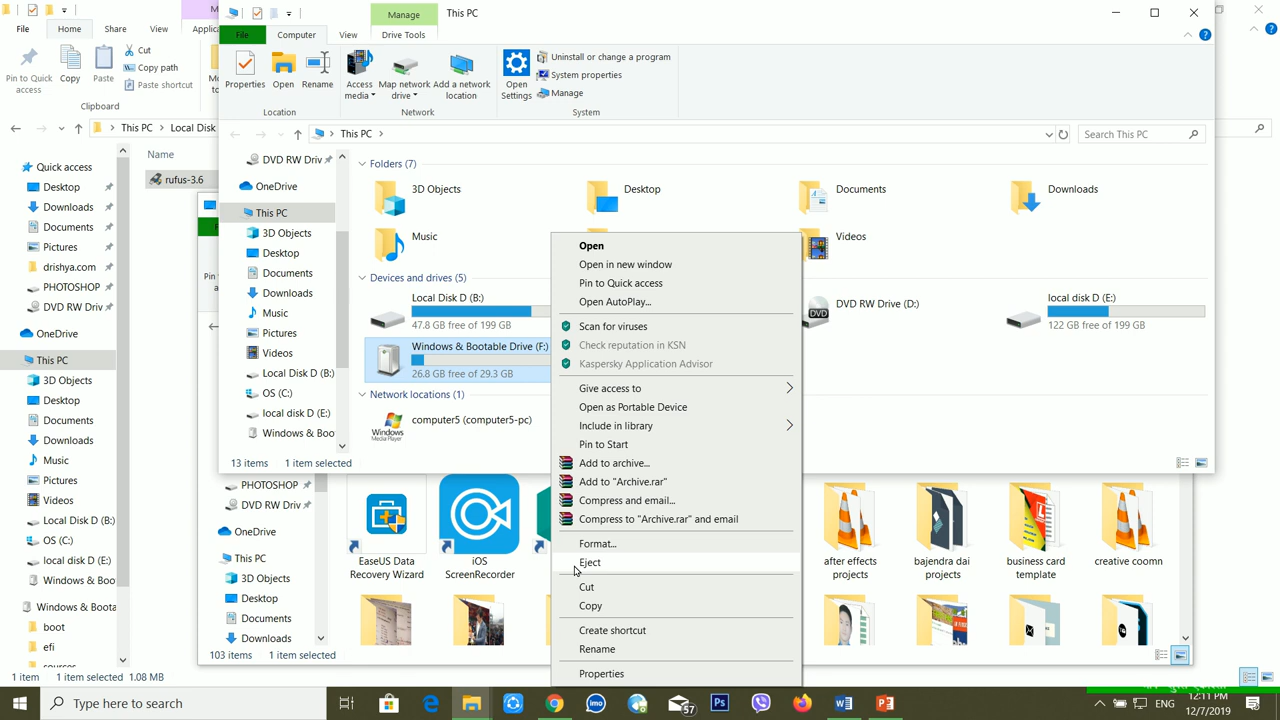 Manage
This PC
File
Home
Share
View
Applica
File
Computer
View
Drive Tools
Pin to Quick
access
Copy
Paste
Cut
Copy path
Paste shortcut
Clipboard
Properties
Open
Rename
Location
Access
media
Map network
drive
Add a network
location
Network
Open
Settings
Uninstall or change a program
System properties
Manage
System
This PC
Local Disk
This PC
Search This PC
Name
rufus-3.6
Quick access
Desktop
Downloads
Documents
Pictures
drishya.com
PHOTOSHOP
DVD RW Driv
OneDrive
This PC
3D Objects
Desktop
Documents
Downloads
Music
Pictures
Videos
Local Disk D (B:)
OS (C:)
local disk D (E:)
Windows & Boo
Windows & Boota
boot
efi
sources
1 item
1 item selected
1.08 MB
DVD RW Driv
OneDrive
This PC
3D Objects
Desktop
Documents
Downloads
Music
Pictures
Videos
Local Disk D (B:)
OS (C:)
local disk D (E:)
Windows & Boo
13 items
1 item selected
Folders (7)
3D Objects
Desktop
Documents
Downloads
Music
Videos
Devices and drives (5)
Local Disk D (B:)
47.8 GB free of 199 GB
DVD RW Drive (D:)
DVD
local disk D (E:)
122 GB free of 199 GB
Windows & Bootable Drive (F:)
26.8 GB free of 29.3 GB
Network locations (1)
computer5 (computer5-pc)
Windows
Media Player
Open
Open in new window
Pin to Quick access
Open AutoPlay...
Scan for viruses
Check reputation in KSN
Kaspersky Application Advisor
Give access to
Open as Portable Device
Include in library
Pin to Start
Add to archive...
Add to "Archive.rar"
Compress and email...
Compress to "Archive.rar" and email
Format...
Eject
Cut
Copy
Create shortcut
Rename
Properties
Pin
PHOTOSHOP
DVD RW Driv
OneDrive
This PC
3D Objects
Desktop
Documents
Downloads
103 items
1 item selected
EaseUS Data
Recovery Wizard
iOS
ScreenRecorder
after effects
projects
bajendra dai
projects
business card
template
creative coomn
Type here to search
imo
57
Ps
ENG
12:11 PM
12/7/2019